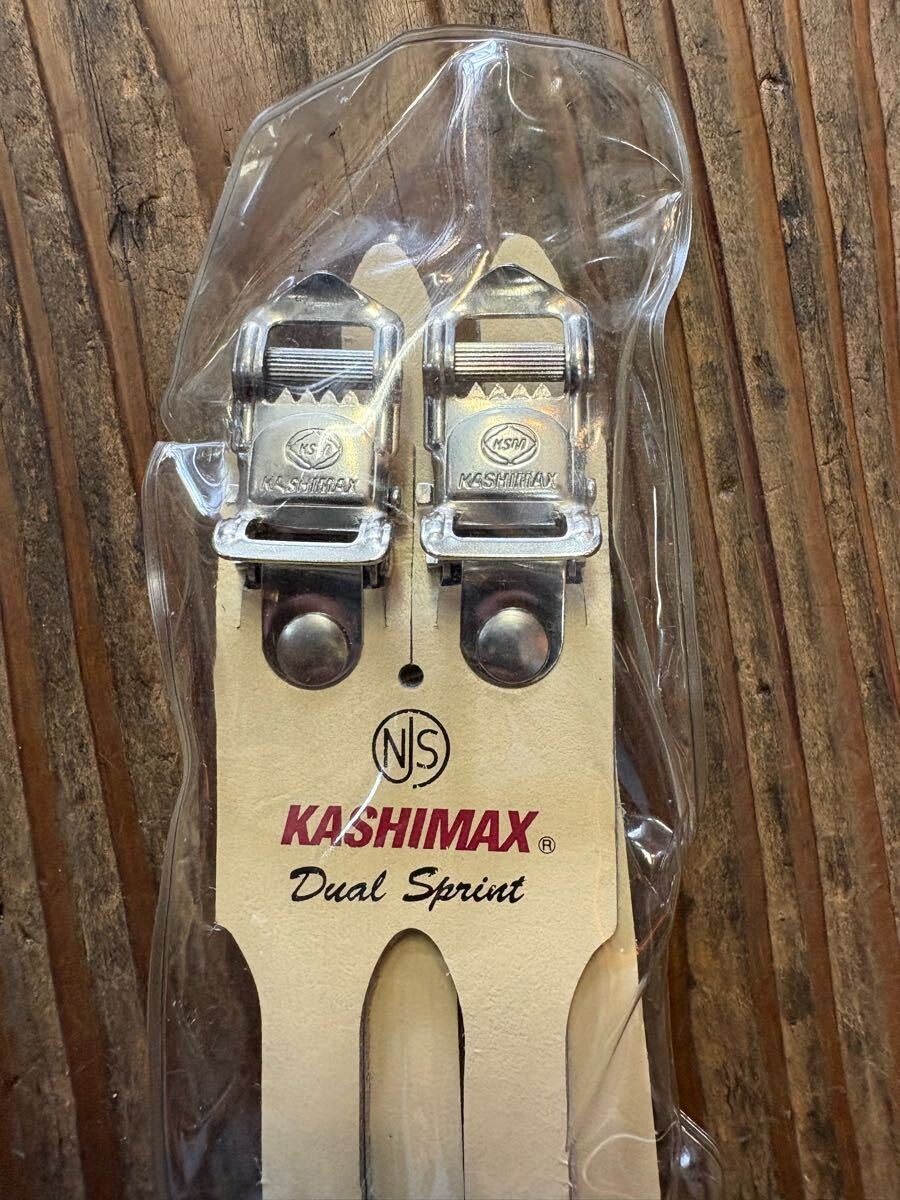 KSM KSM
KASHIMAX KASHIMAX
NJS
KASHIMAX®
Dual Sprint